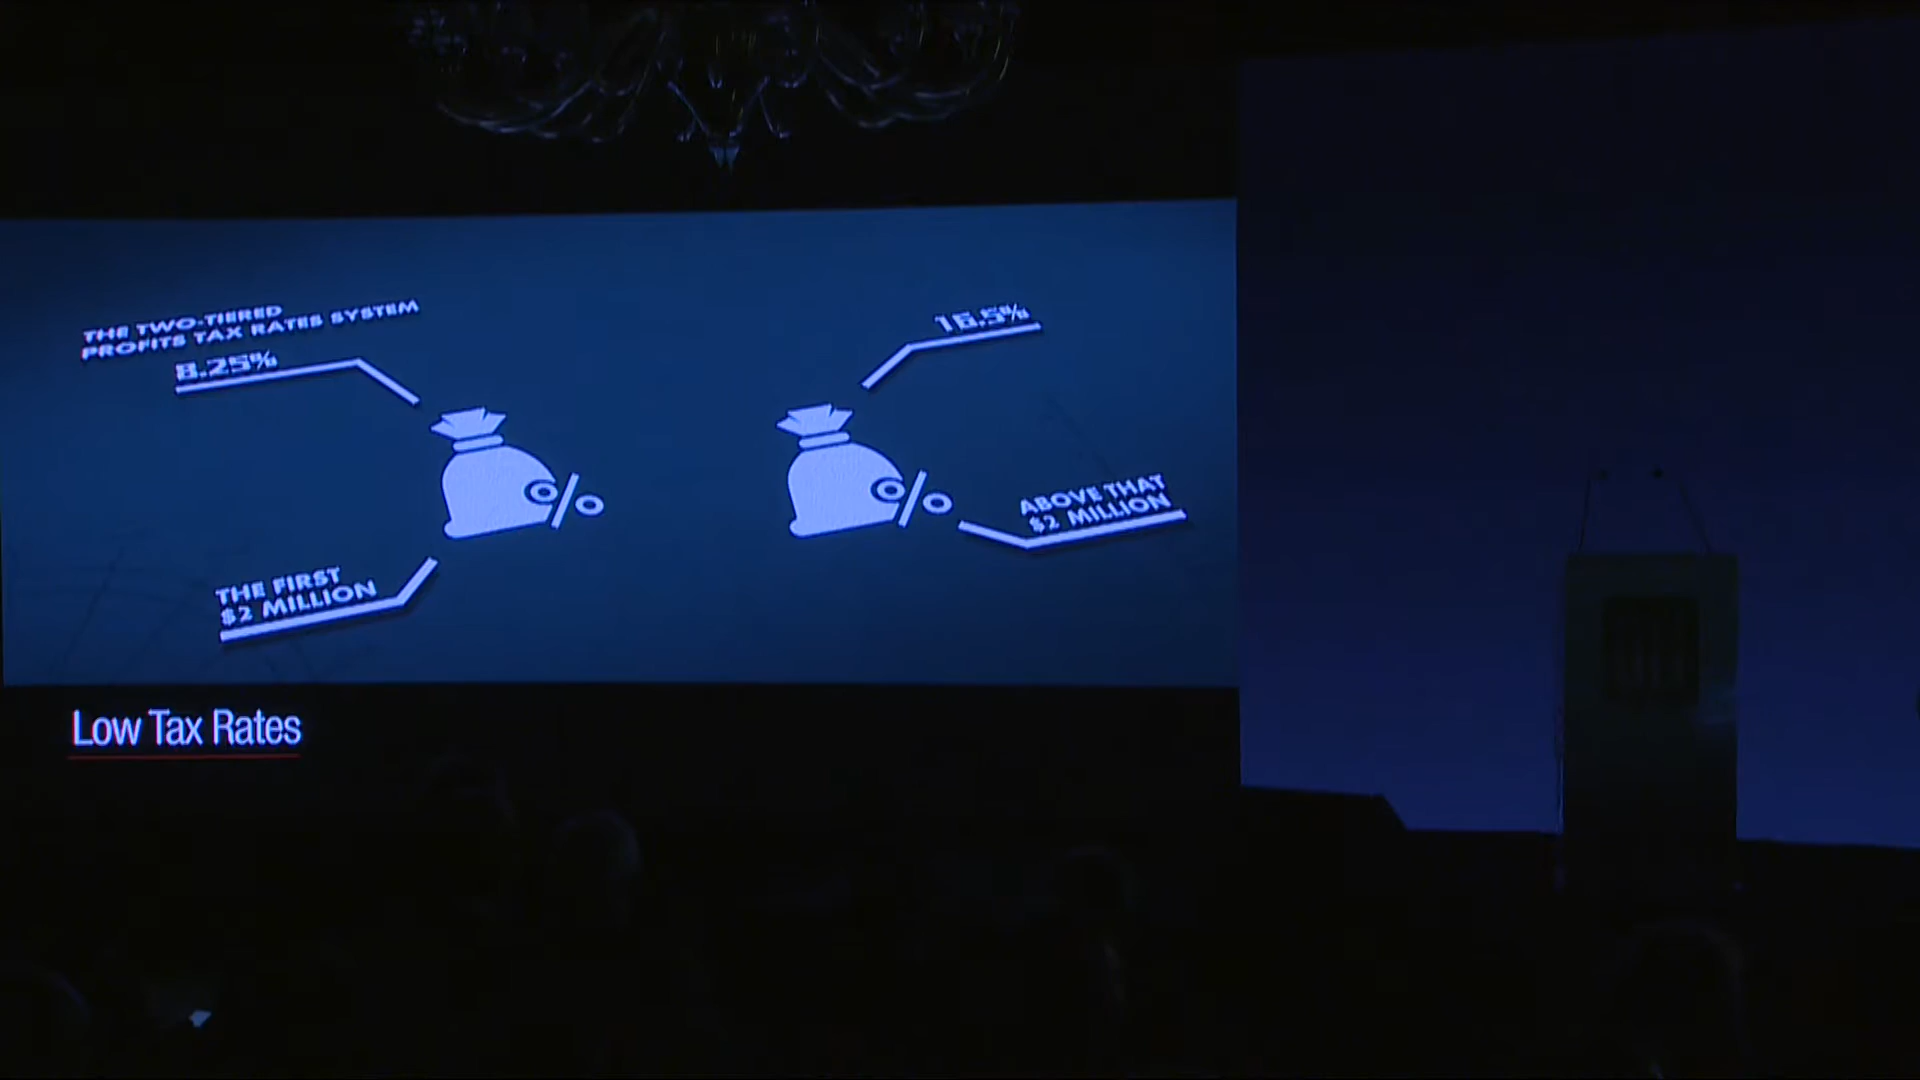 THE TWO-TIERED
PROFITS TAX RATES SYSTEM
8.25%
THE FIRST
$2 MILLION
16.5%
ABOVE THAT
$2 MILLION
Low Tax Rates